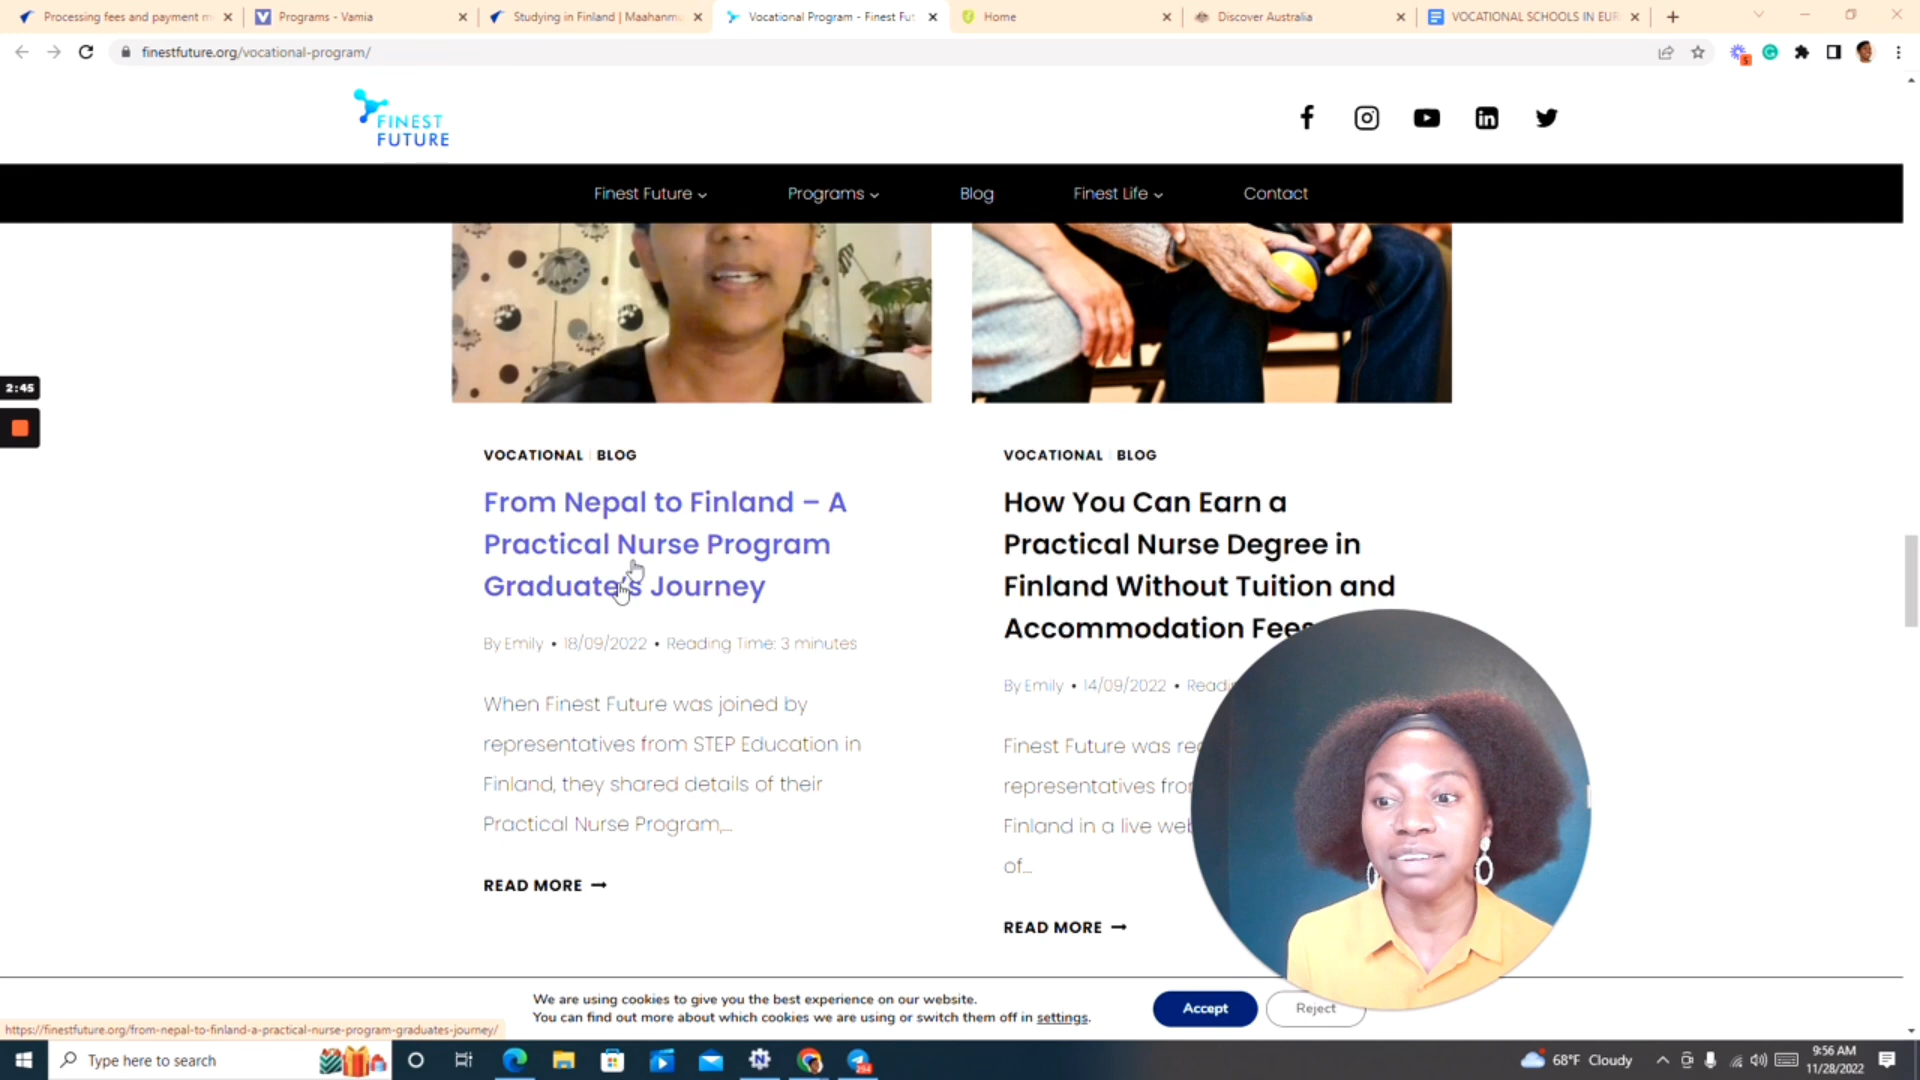 Processing fees and payment m
Programs - Vamia
Studying in Finland | Maahanmu
Vocational Program - Finest Fut
Home
Discover Australia
VOCATIONAL SCHOOLS IN EUR
finestfuture.org/vocational-program/
FINEST
FUTURE
Finest Future
Programs
Blog
Finest Life
Contact
2:45
VOCATIONAL BLOG
From Nepal to Finland – A
Practical Nurse Program
Graduate's Journey
By Emily • 18/09/2022 • Reading Time: 3 minutes
When Finest Future was joined by
representatives from STEP Education in
Finland, they shared details of their
Practical Nurse Program,...
READ MORE
VOCATIONAL BLOG
How You Can Earn a
Practical Nurse Degree in
Finland Without Tuition and
Accommodation Fees
By Emily • 14/09/2022 • Readi
Finest Future was re
representatives fro
Finland in a live we
of...
READ MORE
We are using cookies to give you the best experience on our website.
You can find out more about which cookies we are using or switch them off in settings.
Accept
Reject
https://finestfuture.org/from-nepal-to-finland-a-practical-nurse-program-graduates-journey/
Type here to search
68°F Cloudy
9:56 AM
11/28/2022